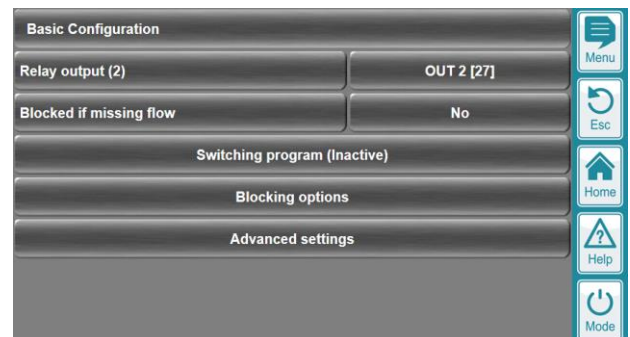 Basic Configuration
Relay output (2)
OUT 2 [27]
Blocked if missing flow
No
Switching program (Inactive)
Blocking options
Advanced settings
Menu
Esc
Home
?
Help
Mode